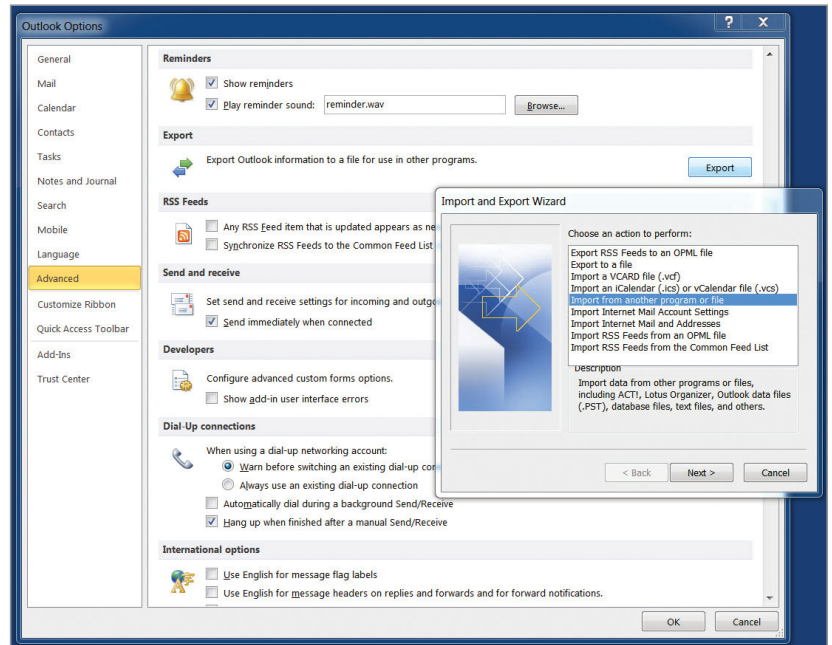 Outlook Options
General
Mail
Calendar
Contacts
Tasks
Notes and Journal
Search
Mobile
Language
Advanced
Customize Ribbon
Quick Access Toolbar
Add-Ins
Trust Center
Reminders
Show reminders
Play reminder sound: reminder.wav Browse...
Export
Export Outlook information to a file for use in other programs.
Export
RSS Feeds
Any RSS Feed item that is updated appears as ne
Synchronize RSS Feeds to the Common Feed List
Send and receive
Set send and receive settings for incoming and outgo
Send immediately when connected
Developers
Configure advanced custom forms options.
Show add-in user interface errors
Dial-Up connections
When using a dial-up networking account:
Warn before switching an existing dial-up con
Always use an existing dial-up connection
Automatically dial during a background Send/Receive
Hang up when finished after a manual Send/Receive
International options
Use English for message flag labels
Use English for message headers on replies and forwards and for forward notifications.
OK Cancel
Import and Export Wizard
Choose an action to perform:
Export RSS Feeds to an OPML file
Export to a file
Import a VCARD file (.vcf)
Import an iCalendar (.ics) or vCalendar file (.vcs)
Import from another program or file
Import Internet Mail Account Settings
Import Internet Mail and Addresses
Import RSS Feeds from an OPML file
Import RSS Feeds from the Common Feed List
Description
Import data from other programs or files,
including ACT!, Lotus Organizer, Outlook data files
(.PST), database files, text files, and others.
< Back Next > Cancel